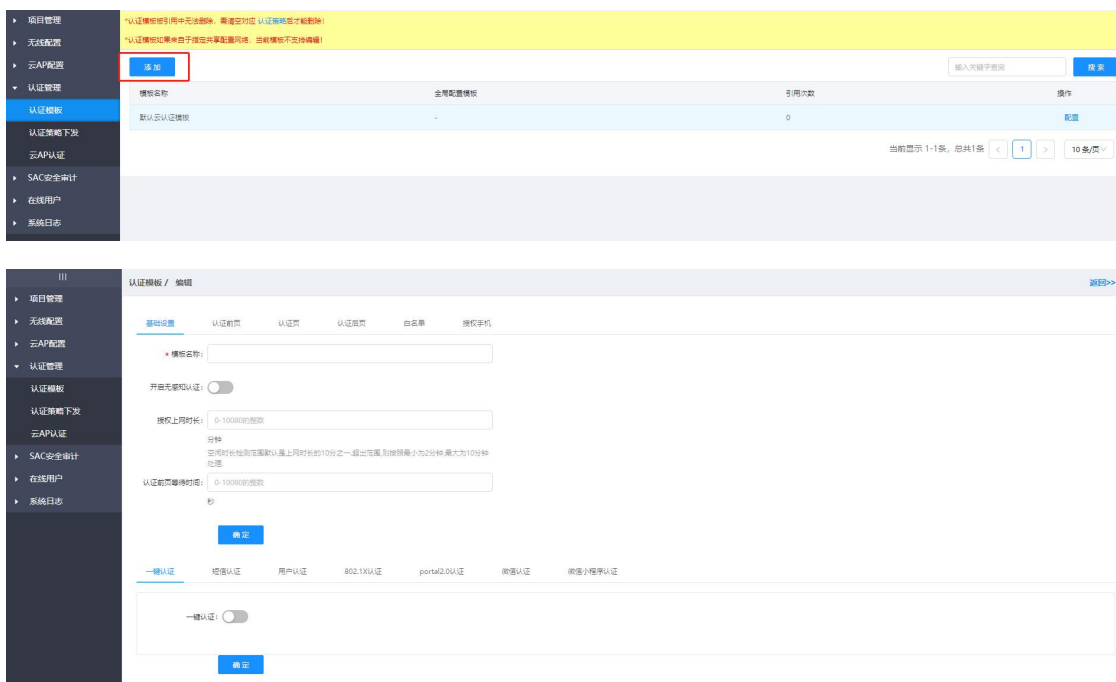 项目管理
*认证模板被引用中无法删除，需清空对应 认证策略后才能删除!
无线配置
*认证模板如果来自于指定共享配置网络，当前模板不支持编辑!
云AP配置
添加
输入关键字查询
搜索
认证管理
模板名称 全局配置模板 引用次数 操作
认证模板
默认云认证模板 - 0 配置
认证策略下发
云AP认证
当前显示 1-1条，总共1条 < 1 > 10 条/页
SAC安全审计
在线用户
系统日志
认证模板 / 编辑 返回>>
项目管理
无线配置
云AP配置
认证管理
认证模板
认证策略下发
云AP认证
SAC安全审计
在线用户
系统日志
基础设置 认证前页 认证页 认证后页 白名单 授权手机
* 模板名称:
开启无感知认证:
授权上网时长: 0-10080的整数
分钟
空闲时长检测范围默认是上网时长的10分之一,超出范围,则按照最小为2分钟,最大为10分钟
处理.
认证前页等待时间: 0-10080的整数
秒
确定
一键认证 短信认证 用户认证 802.1X认证 portal2.0认证 微信认证 微信小程序认证
一键认证:
确定